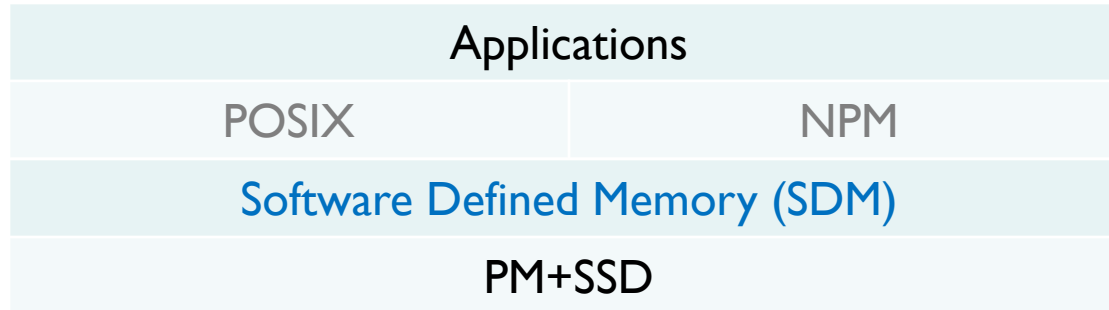 Applications
POSIX NPM
Software Defined Memory (SDM)
PM+SSD